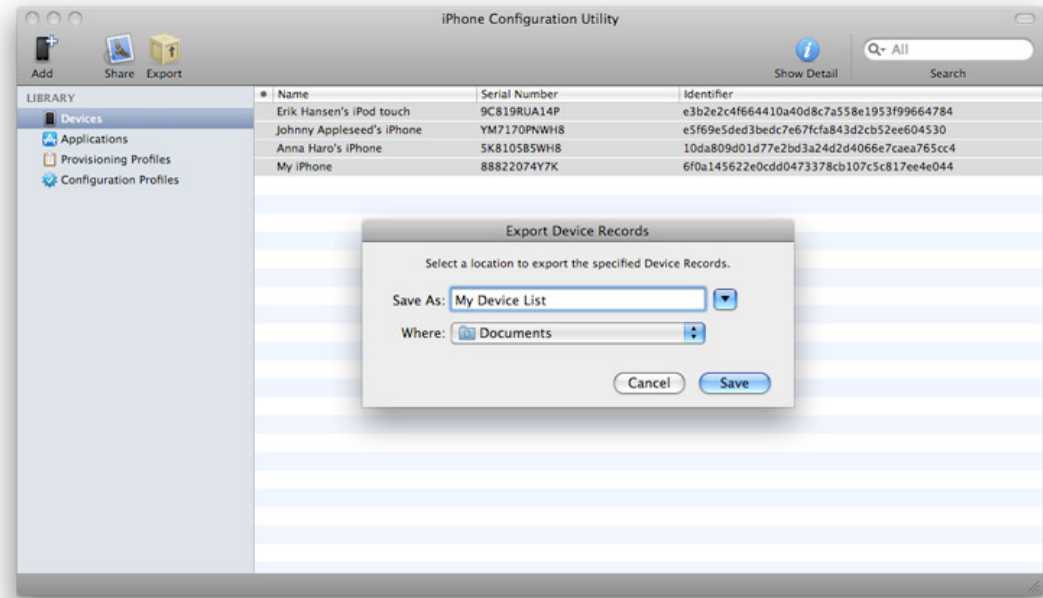 iPhone Configuration Utility
Add Share Export
Show Detail
All
Search
LIBRARY
Devices
Applications
Provisioning Profiles
Configuration Profiles
Name Serial Number Identifier
Erik Hansen's iPod touch 9C819RUA14P e3b2e2c4f664410a40d8c7a558e1953f99664784
Johnny Appleseed's iPhone YM7170PNWH8 e5f69e5ded3bedc7e67fcfa843d2cb52ee604530
Anna Haro's iPhone 5K8105B5WH8 10da809d01d77e2bd3a24d2d4066e7caea765cc4
My iPhone 88822074Y7K 6f0a145622e0cdd0473378cb107c5c817ee4e044
Export Device Records
Select a location to export the specified Device Records.
Save As: My Device List
Where: Documents
Cancel Save